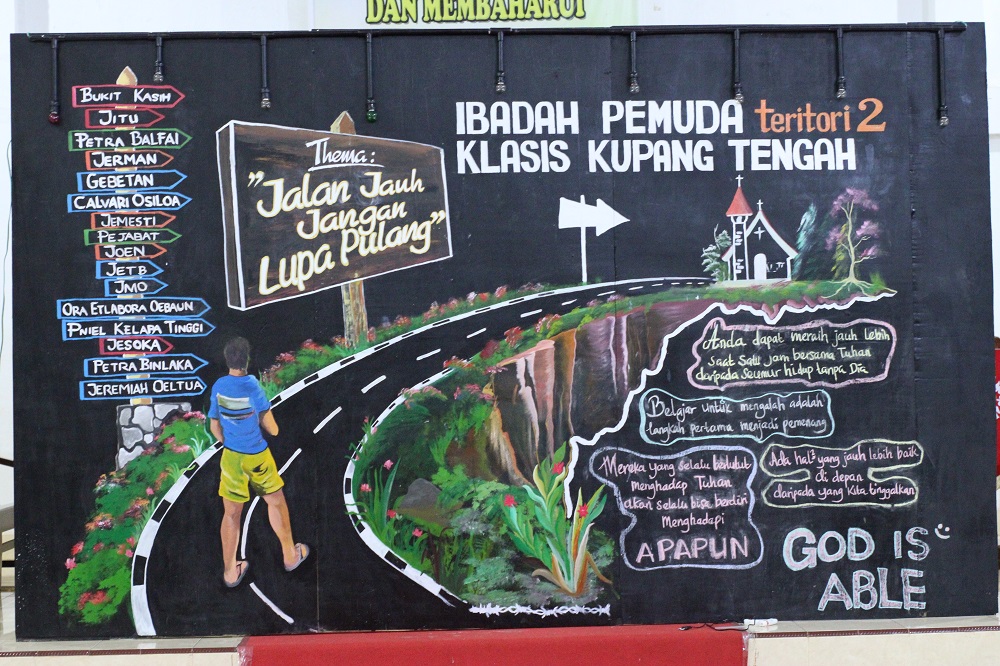 DAN MEMBAHARUI
BUKIT KASIH
JITU
PETRA BALFAI
JERMAN
GEBETAN
CALVARI OSILOA
JEMESTI
PEJABAT
JOEN
JETB
JMO
ORA ETLABORA OEBAUN
PNIEL KELAPA TINGGI
JESOKA
PETRA BINLAKA
JEREMIAH OELTUA
Thema:
"Jalan Jauh
Jangan
Lupa Pulang"
IBADAH PEMUDA teritori 2
KLASIS KUPANG TENGAH
Anda dapat meraih jauh lebih
saat satu jam bersama Tuhan
daripada seumur hidup tanpa Dia
Belajar untuk mengalah adalah
langkah pertama menjadi pemenang
Mereka yang selalu berlutut
menghadap Tuhan
akan selalu bisa berdiri
Menghadapi
APAPUN
Ada hal² yang jauh lebih baik
di depan
daripada yang kita tinggalkan
GOD IS
ABLE